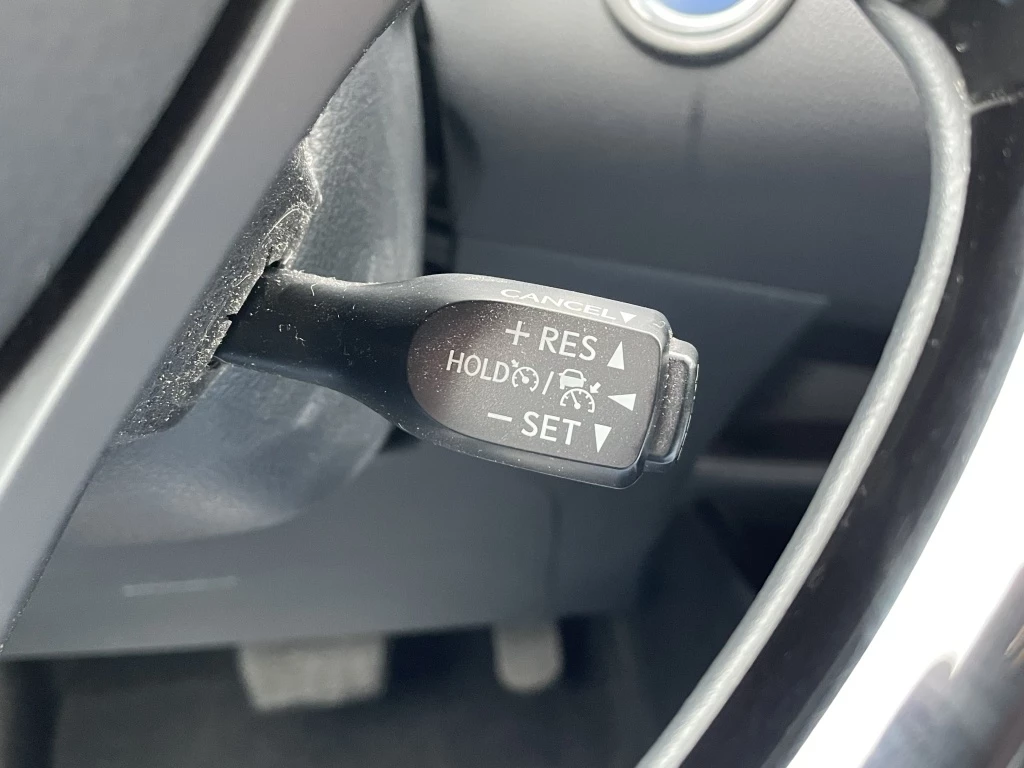 CANCEL▼
+ RES ▲
HOLD / ◀
− SET ▼